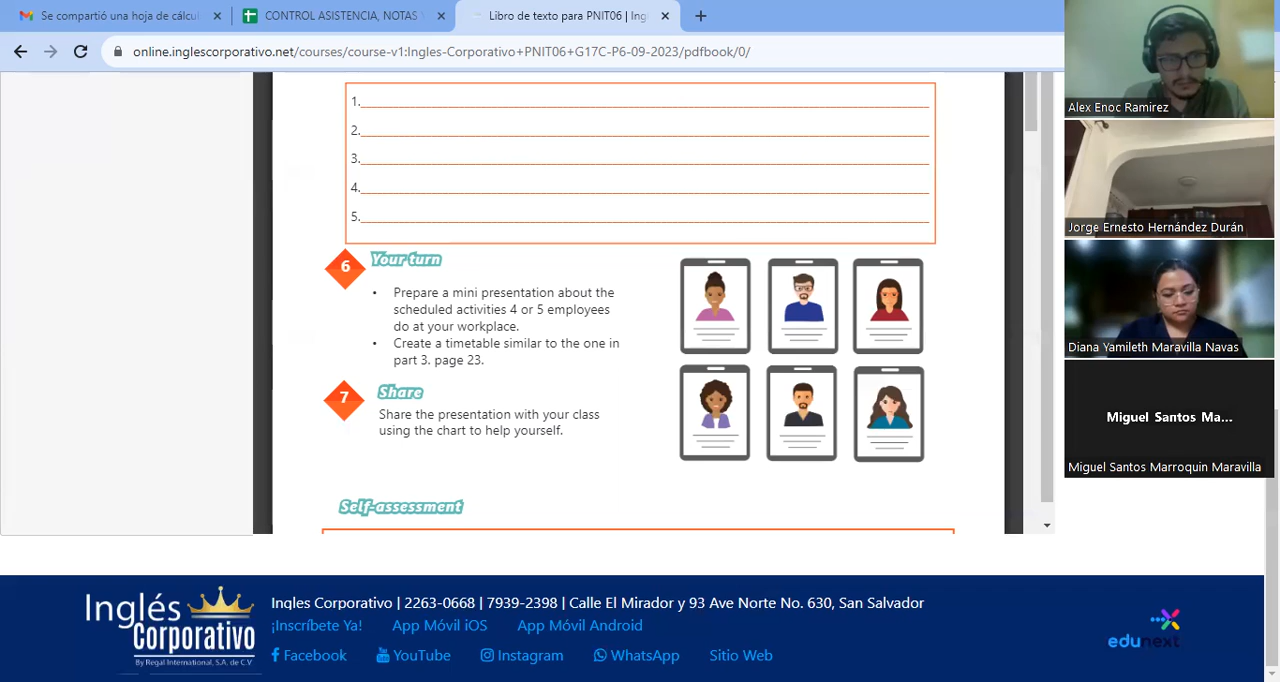 Se compartió una hoja de cálcu
CONTROL ASISTENCIA, NOTAS Y
Libro de texto para PNIT06 | Ing
online.inglescorporativo.net/courses/course-v1:Ingles-Corporativo+PNIT06+G17C-P6-09-2023/pdfbook/0/
1.
2.
3.
4.
5.
6
Your turn
• Prepare a mini presentation about the
scheduled activities 4 or 5 employees
do at your workplace.
• Create a timetable similar to the one in
part 3. page 23.
7
Share
Share the presentation with your class
using the chart to help yourself.
Self-assessment
Alex Enoc Ramirez
Jorge Ernesto Hernández Durán
Diana Yamileth Maravilla Navas
Miguel Santos Ma...
Miguel Santos Marroquin Maravilla
Inglés
Corporativo
By Regal International, S.A. de C.V
Ingles Corporativo | 2263-0668 | 7939-2398 | Calle El Mirador y 93 Ave Norte No. 630, San Salvador
¡Inscríbete Ya! App Móvil iOS App Móvil Android
Facebook YouTube Instagram WhatsApp Sitio Web
edunext